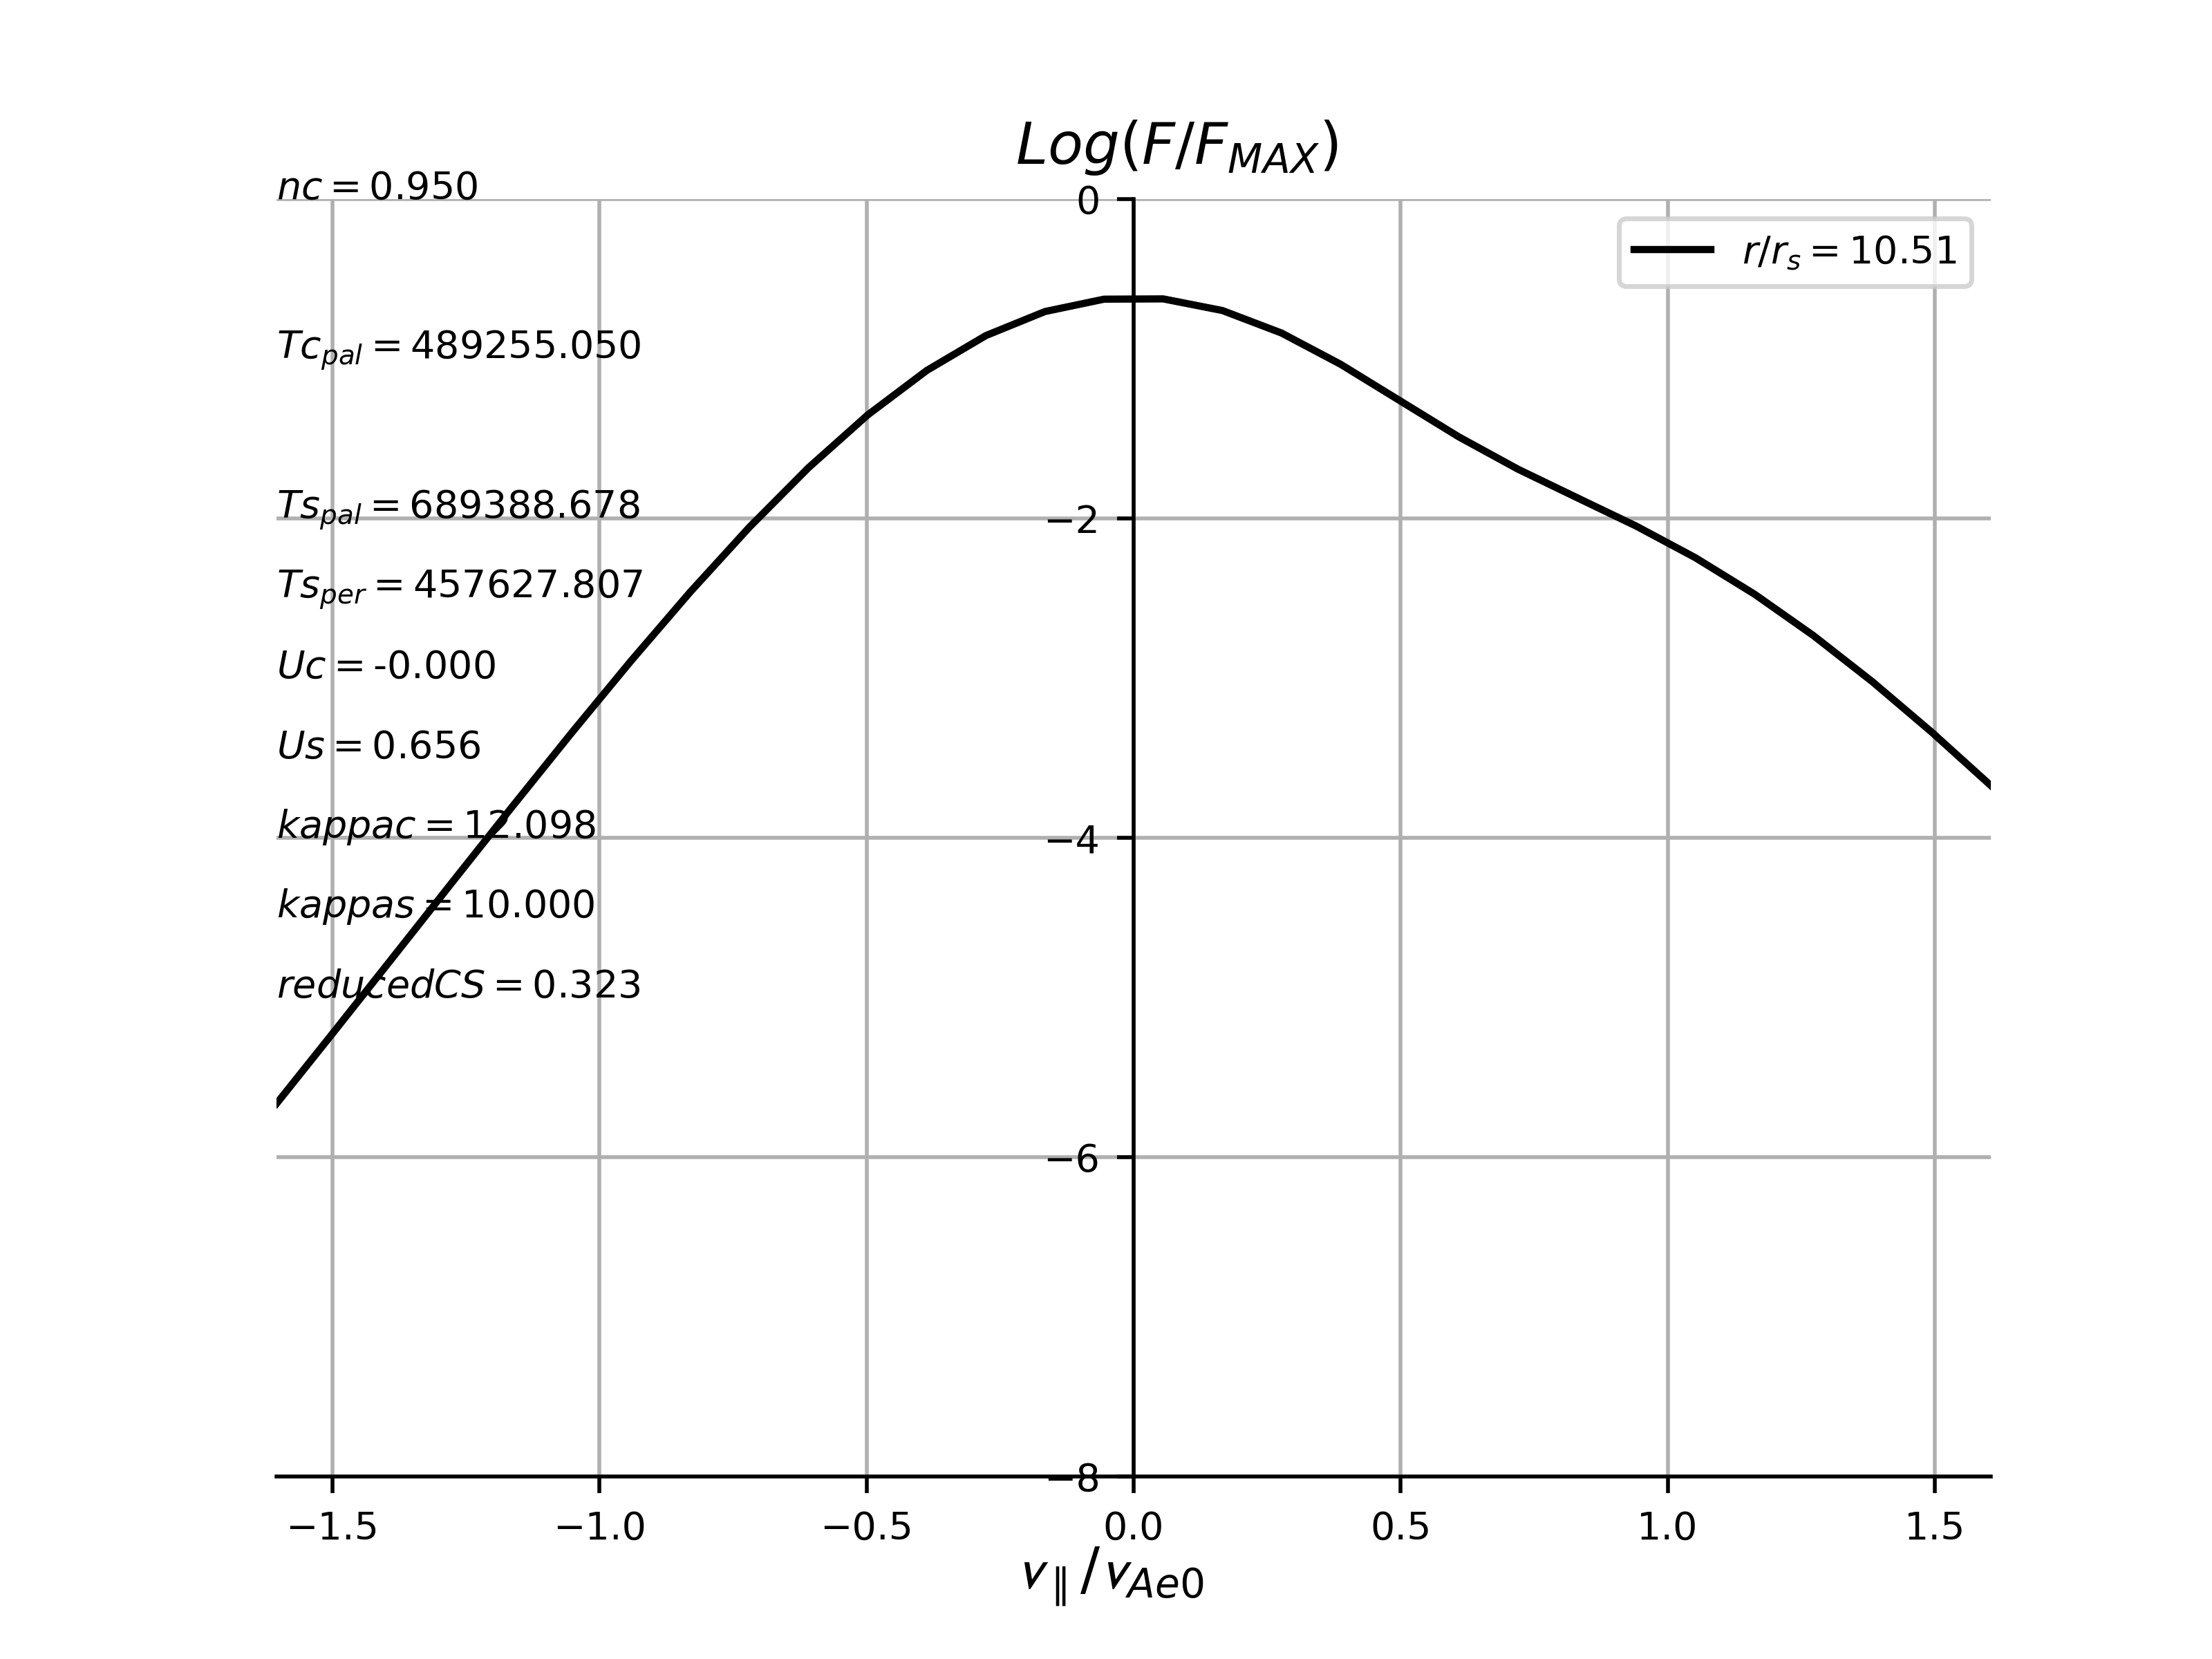 Log(F/F_MAX)
nc = 0.950
0
r/r_s = 10.51
Tc_pal = 489255.050
Ts_pal = 689388.678
−2
Ts_per = 457627.807
Uc = -0.000
Us = 0.656
kappac = 12.098
−4
kappas = 10.000
reducedCS = 0.323
−6
−8
−1.5 −1.0 −0.5 0.0 0.5 1.0 1.5
v_∥/v_Ae0